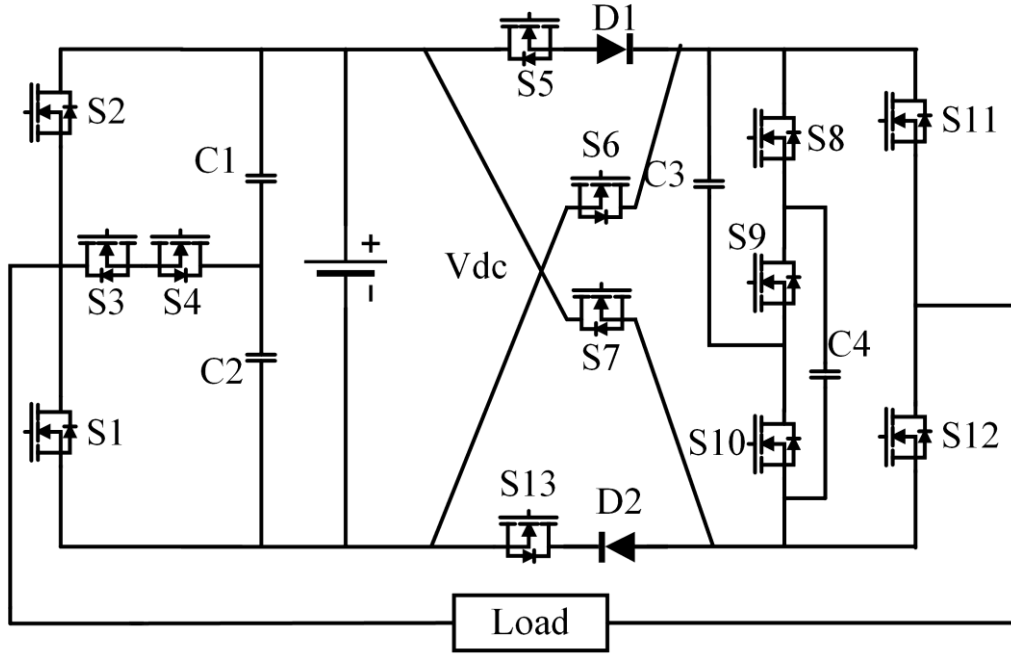 D1
S5
S2
S11
S8
S6
C1
C3
S9
+
Vdc
S3
S4
-
S7
C4
C2
S1
S10
S12
S13
D2
Load